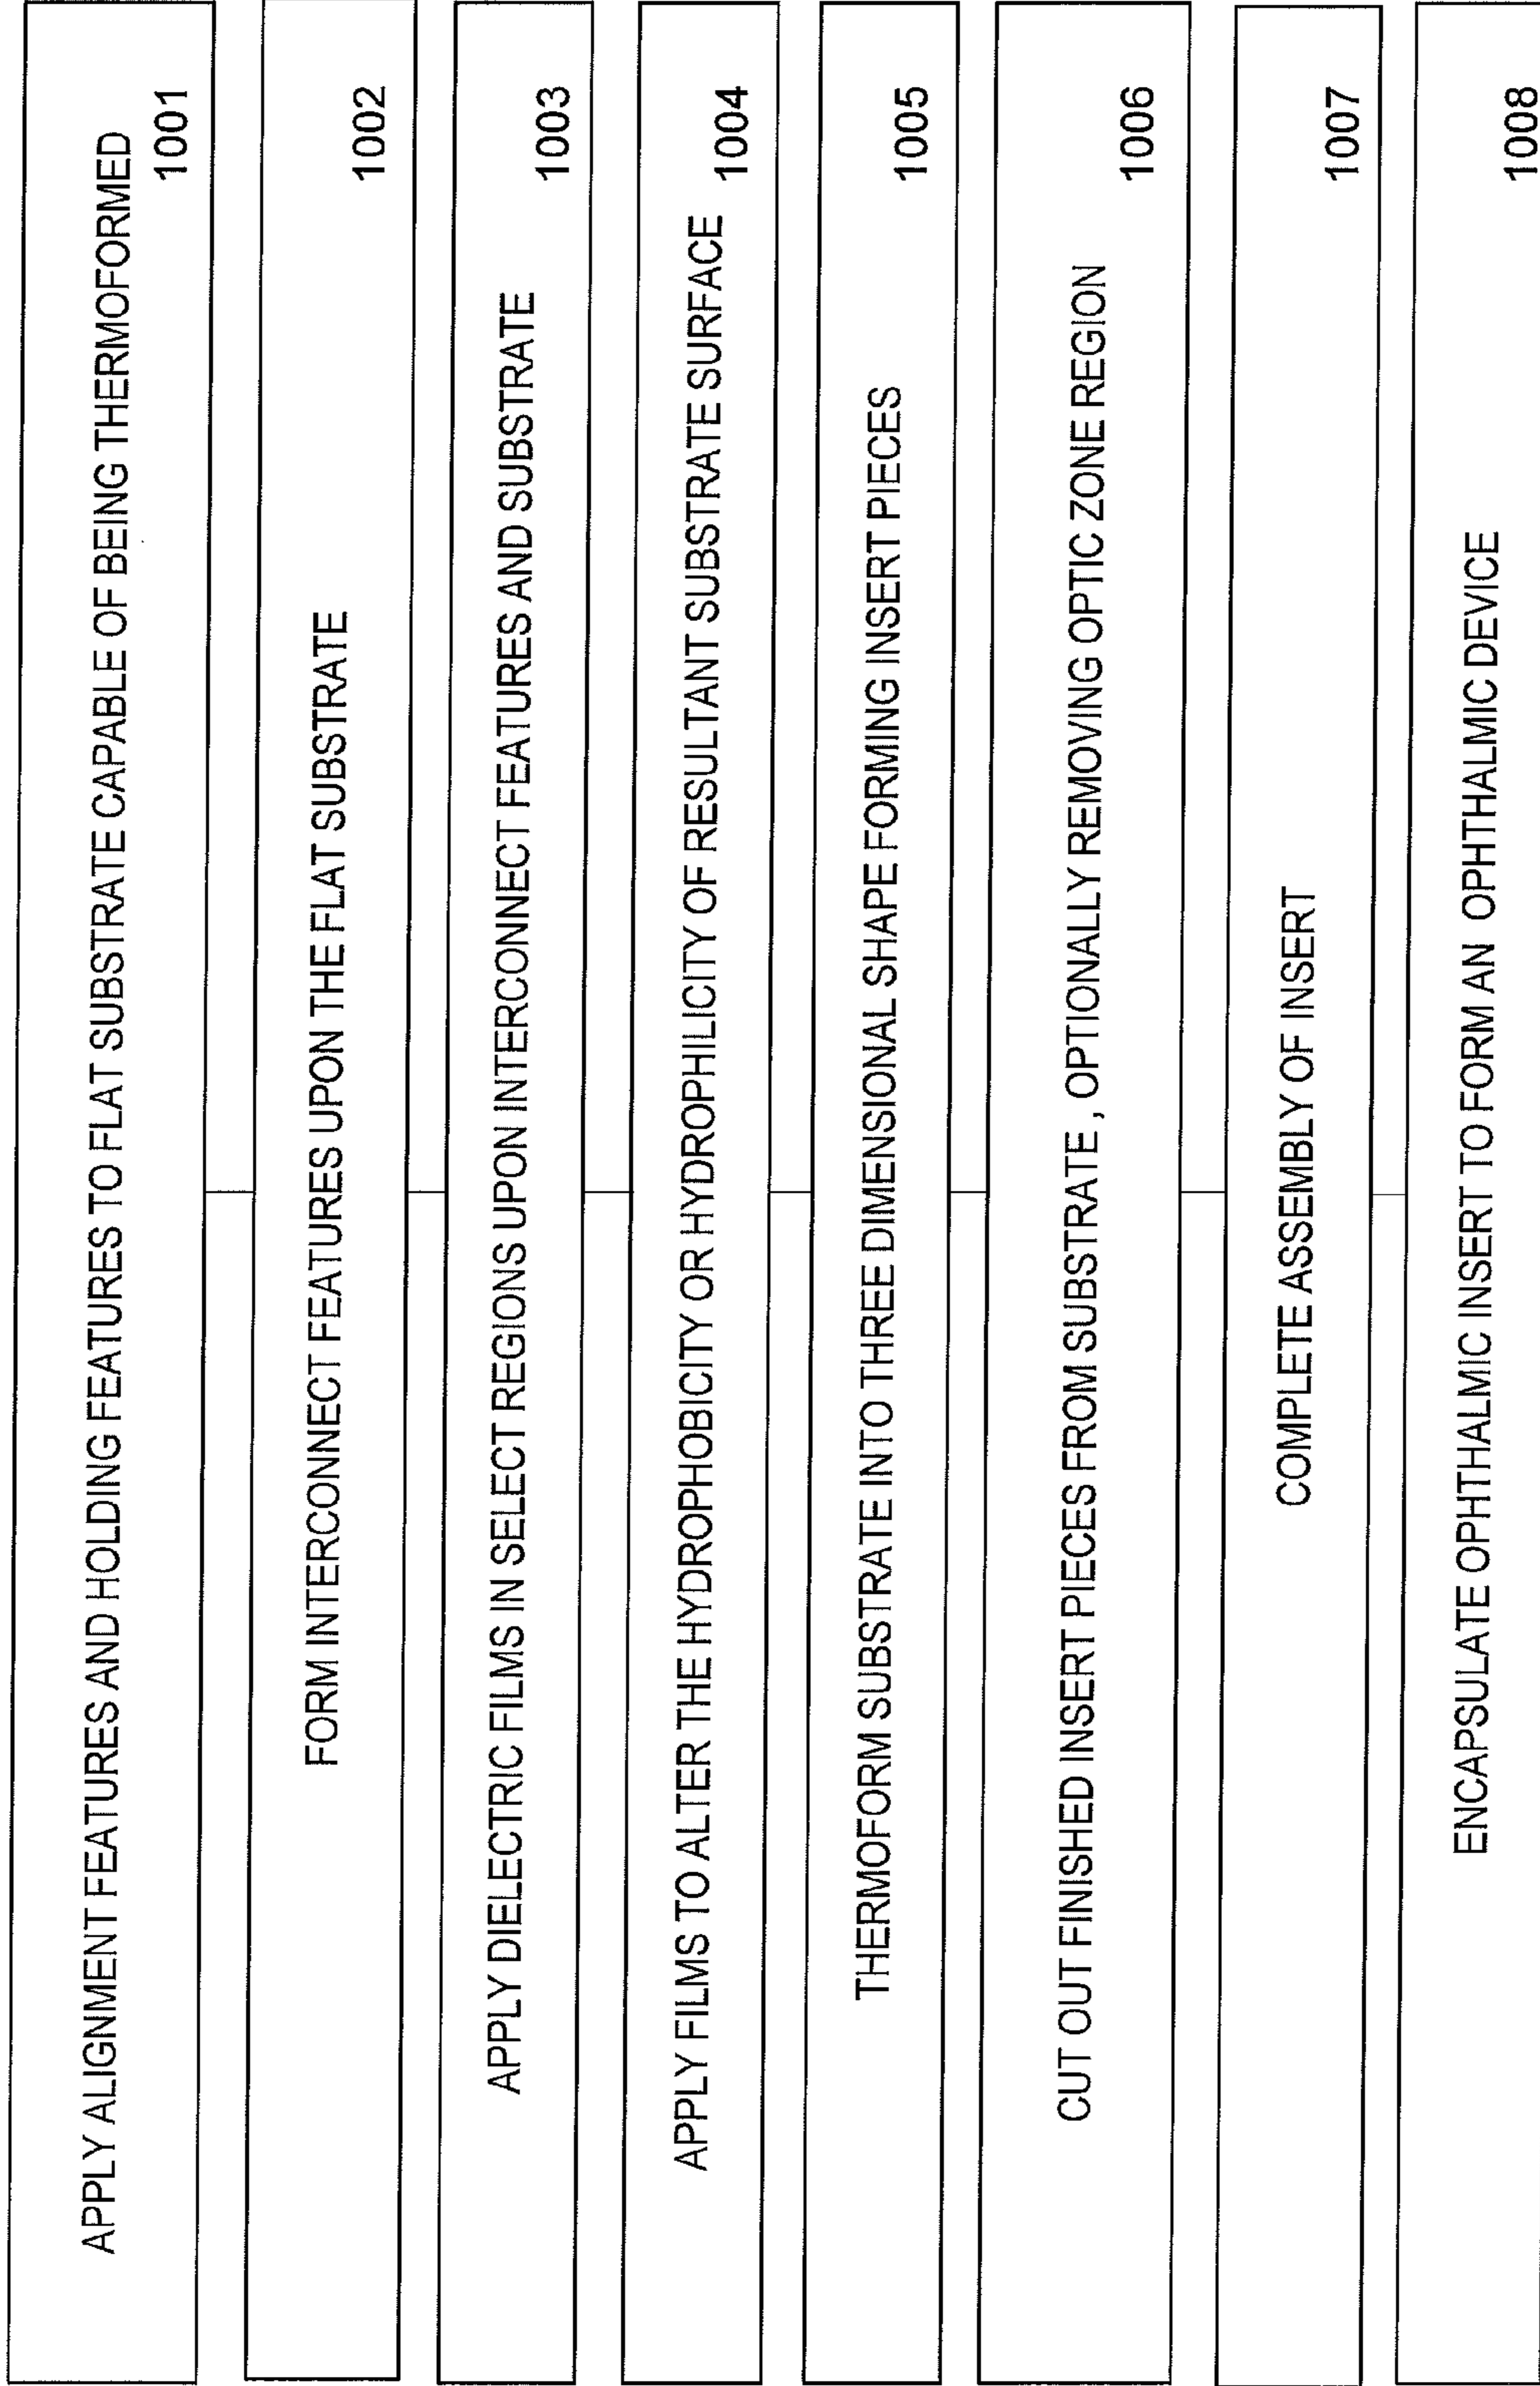 APPLY ALIGNMENT FEATURES AND HOLDING FEATURES TO FLAT SUBSTRATE CAPABLE OF BEING THERMOFORMED
1001
FORM INTERCONNECT FEATURES UPON THE FLAT SUBSTRATE
1002
APPLY DIELECTRIC FILMS IN SELECT REGIONS UPON INTERCONNECT FEATURES AND SUBSTRATE
1003
APPLY FILMS TO ALTER THE HYDROPHOBICITY OR HYDROPHILICITY OF RESULTANT SUBSTRATE SURFACE
1004
THERMOFORM SUBSTRATE INTO THREE DIMENSIONAL SHAPE FORMING INSERT PIECES
1005
CUT OUT FINISHED INSERT PIECES FROM SUBSTRATE , OPTIONALLY REMOVING OPTIC ZONE REGION
1006
COMPLETE ASSEMBLY OF INSERT
1007
ENCAPSULATE OPHTHALMIC INSERT TO FORM AN OPHTHALMIC DEVICE
1008